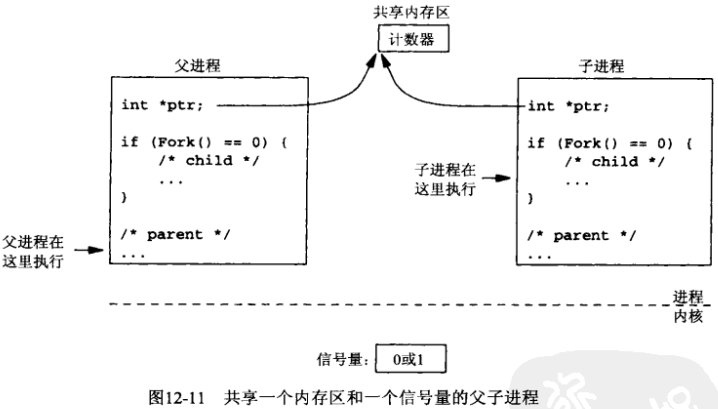 共享内存区
计数器
父进程
子进程
int *ptr;
if (Fork() == 0) {
/* child */
...
}
/* parent */
...
父进程在
这里执行
int *ptr;
if (Fork() == 0) {
/* child */
...
}
/* parent */
...
子进程在
这里执行
进程
内核
信号量:
0或1
图12-11 共享一个内存区和一个信号量的父子进程